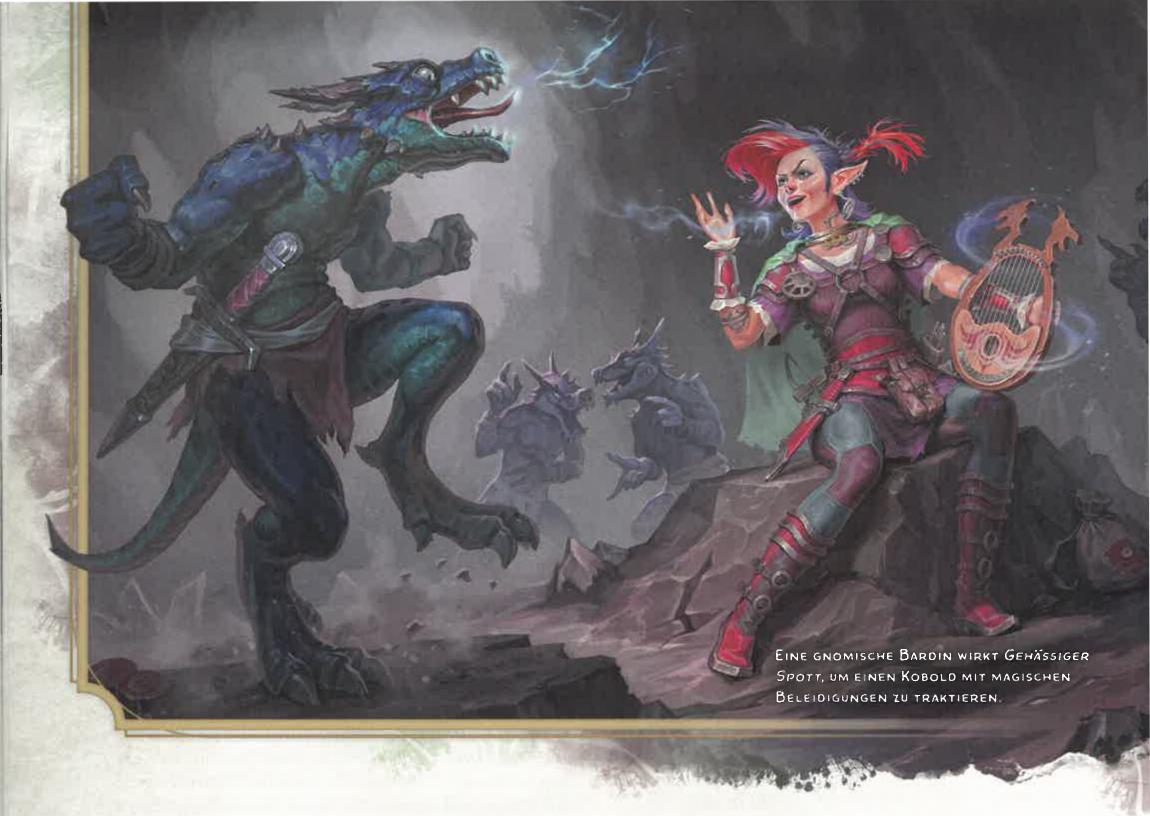 Eine gnomische Bardin wirkt Gehässiger
Spott, um einen Kobold mit magischen
Beleidigungen zu traktieren.